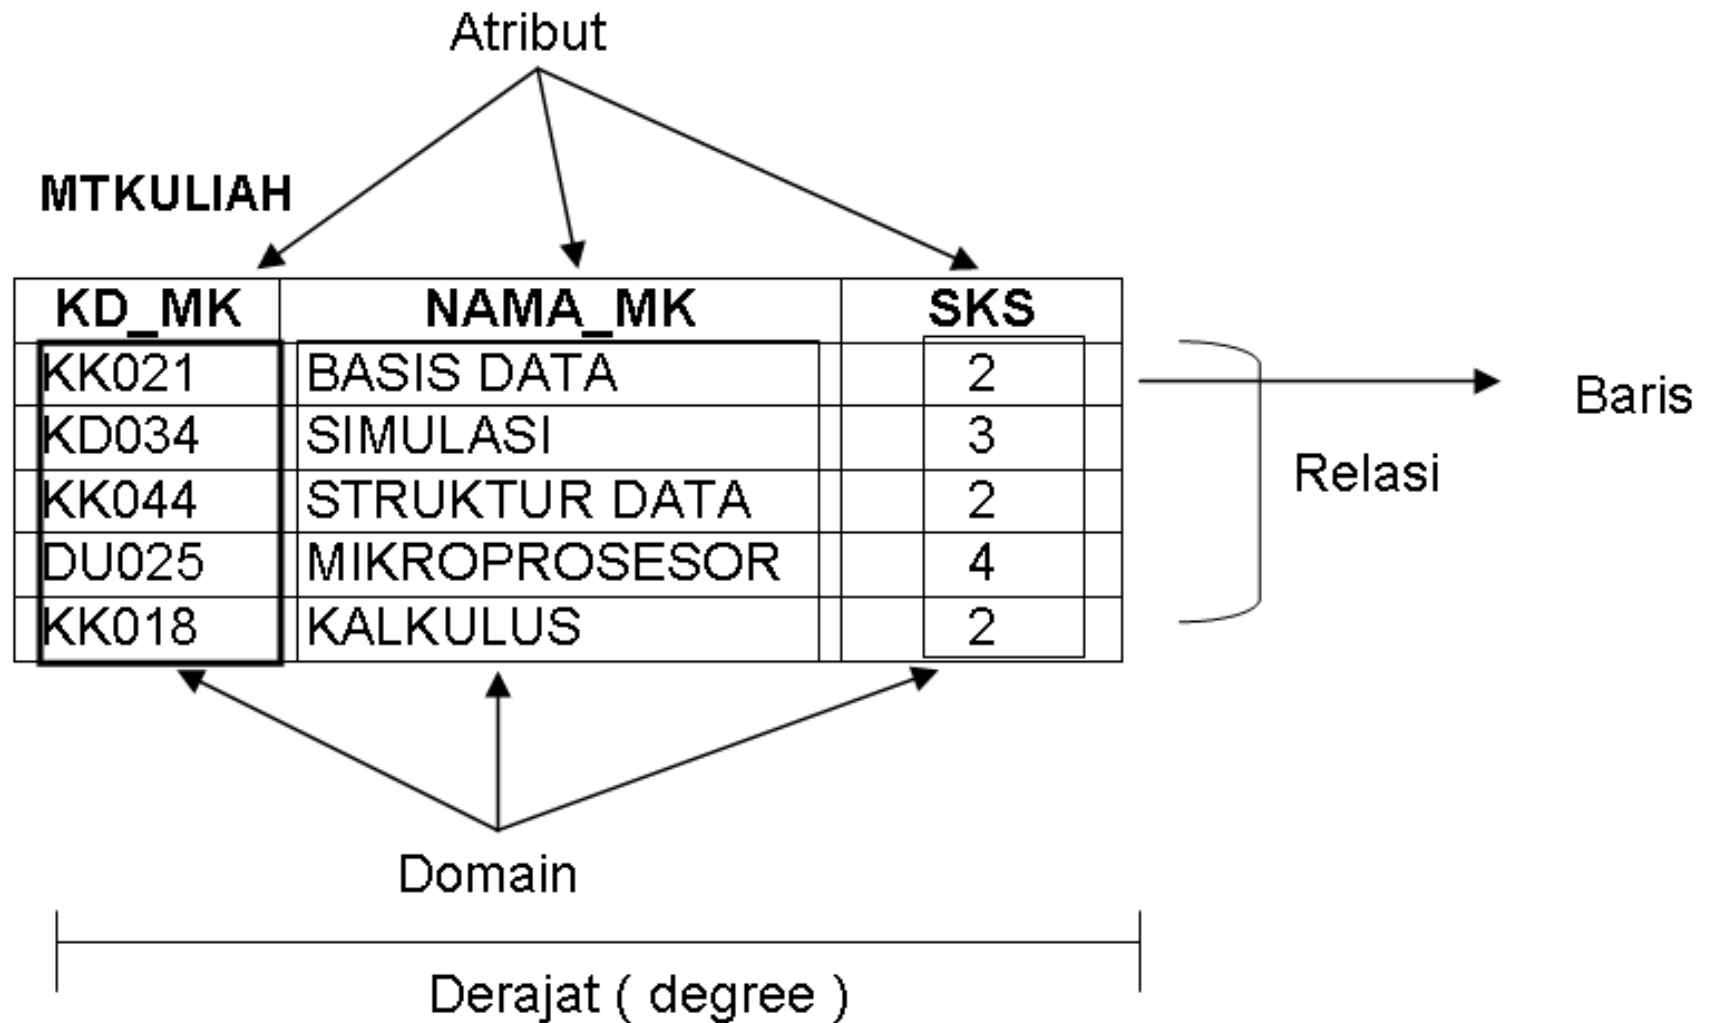 Atribut
MTKULIAH
KD_MK NAMA_MK SKS
KK021 BASIS DATA 2
Baris
KD034 SIMULASI 3
Relasi
KK044 STRUKTUR DATA 2
DU025 MIKROPROSESOR 4
KK018 KALKULUS 2
Domain
Derajat ( degree )